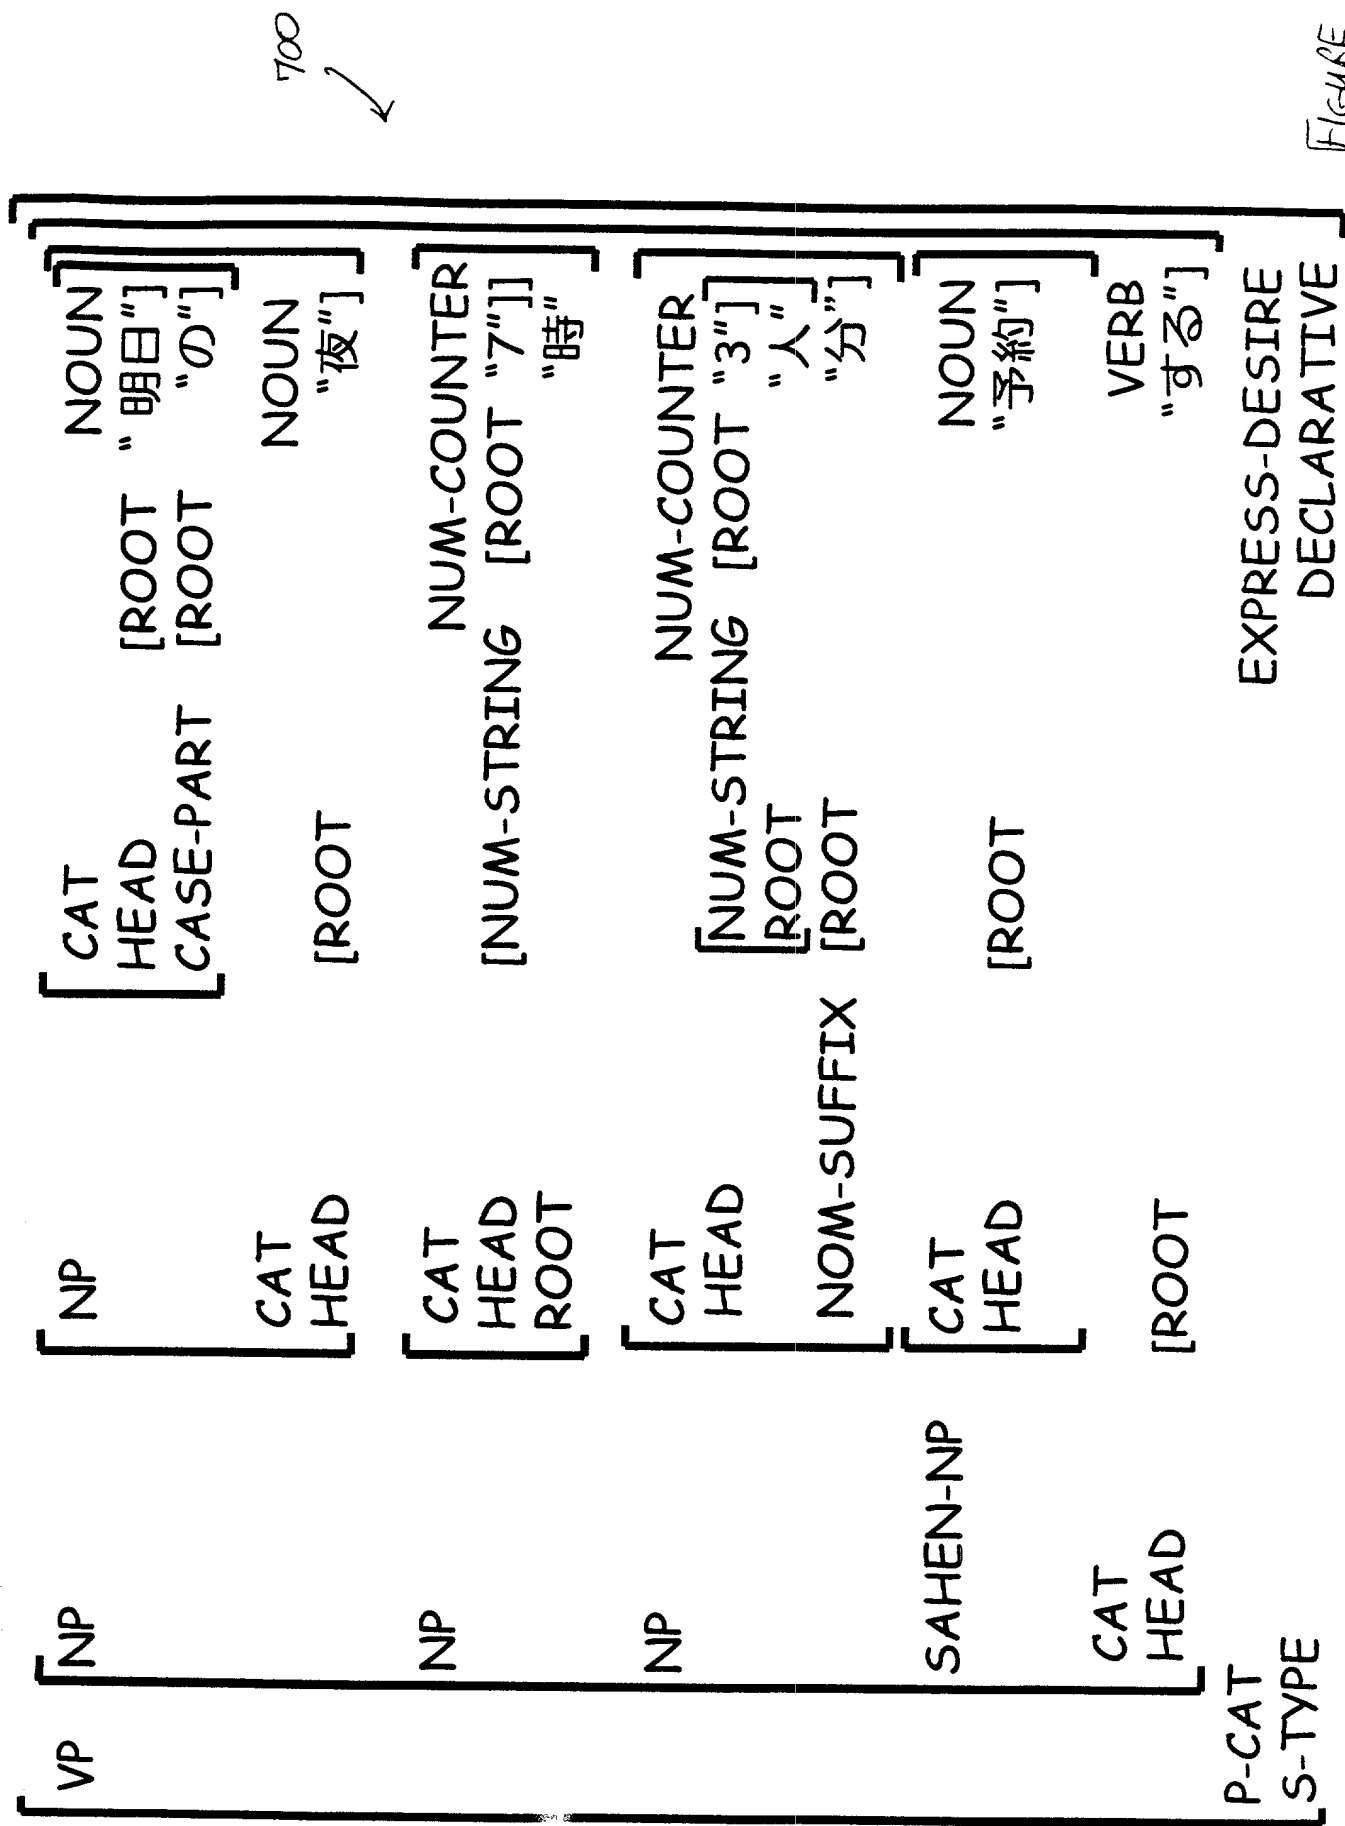 700
VP NP NP CAT NOUN
HEAD [ROOT "明日"]
CASE-PART [ROOT "の"]
CAT NOUN
HEAD [ROOT "夜"]
NP CAT NUM-COUNTER
HEAD [NUM-STRING [ROOT "7"]]
ROOT "時"
NP CAT NUM-COUNTER
HEAD [NUM-STRING [ROOT "3"]
ROOT "人"
NOM-SUFFIX [ROOT "分"]
SAHEN-NP CAT NOUN
HEAD [ROOT "予約"]
CAT VERB
HEAD [ROOT "する"]
P-CAT EXPRESS-DESIRE
S-TYPE DECLARATIVE
FIGURE